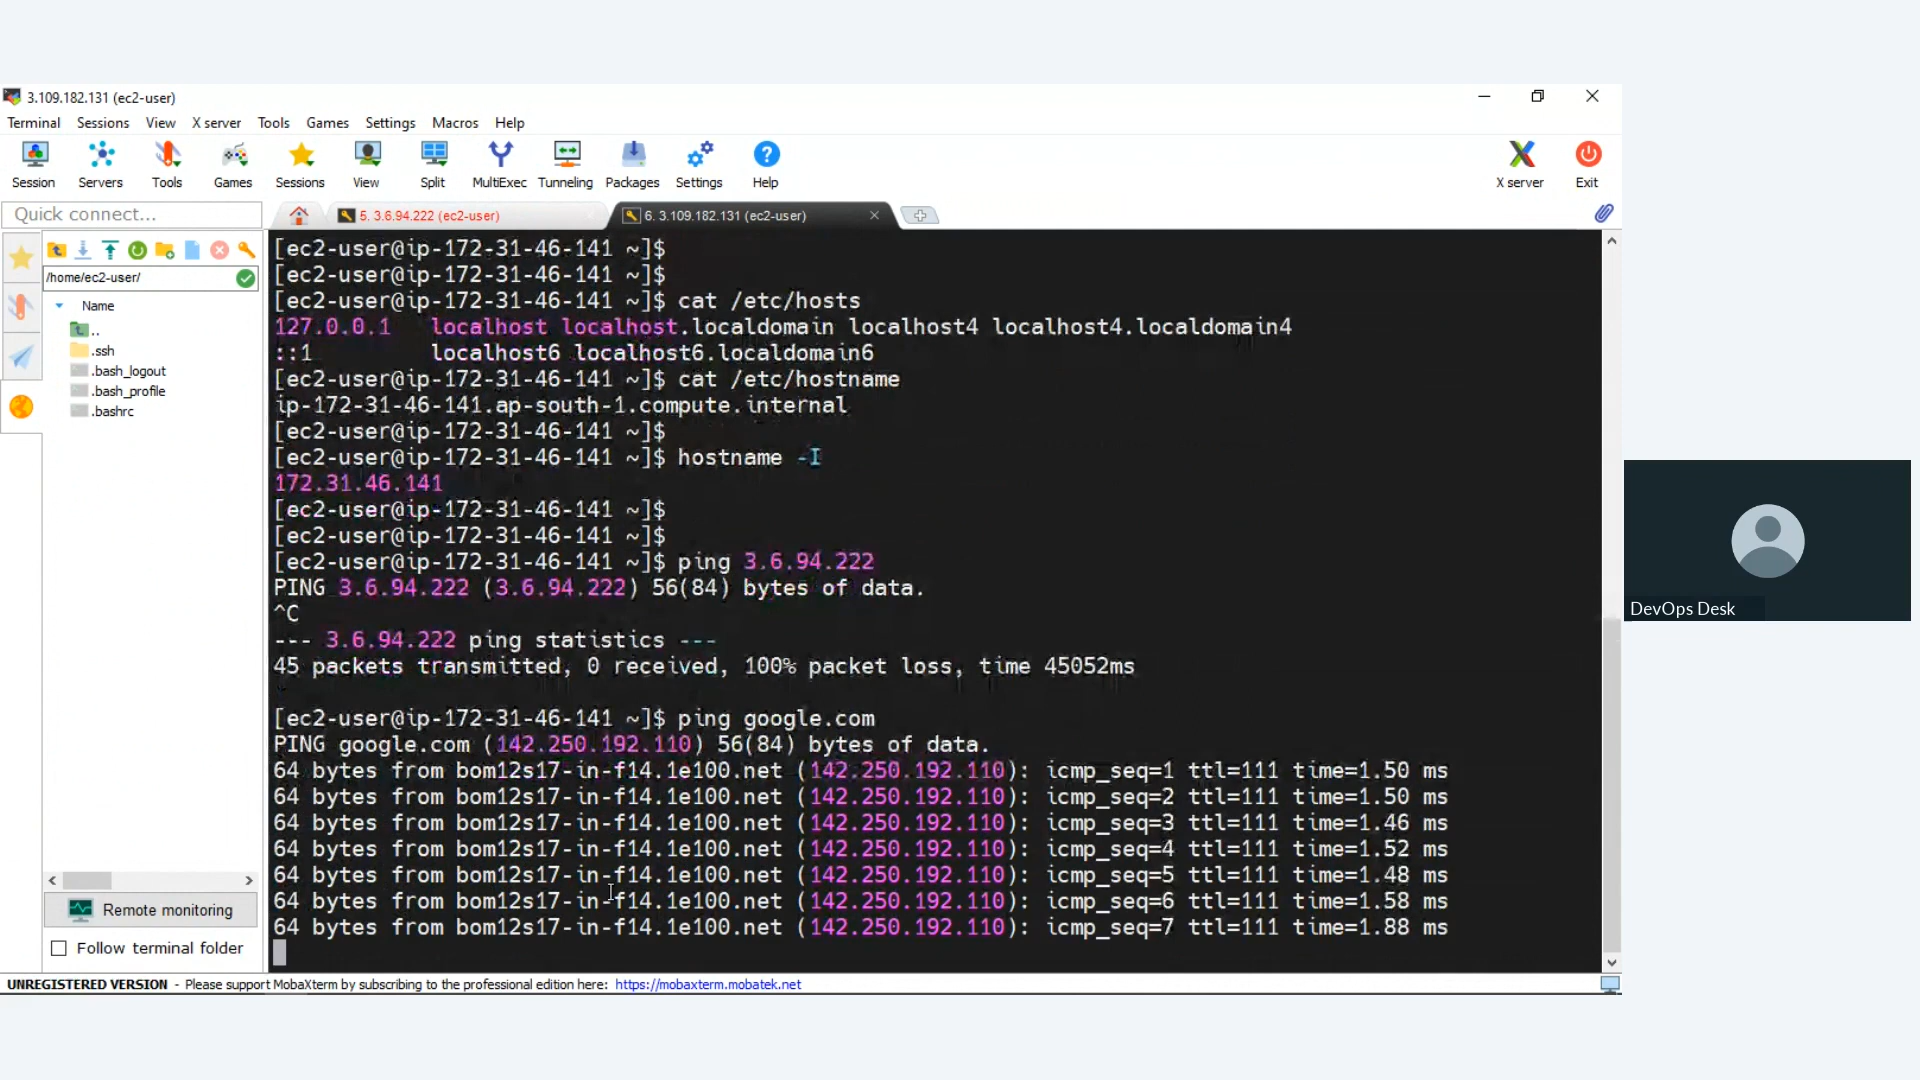 3.109.182.131 (ec2-user)
Terminal Sessions View X server Tools Games Settings Macros Help
Session Servers Tools Games Sessions View Split MultiExec Tunneling Packages Settings Help X server Exit
Quick connect...
5. 3.6.94.222 (ec2-user)
6. 3.109.182.131 (ec2-user)
/home/ec2-user/
Name
..
.ssh
.bash_logout
.bash_profile
.bashrc
Remote monitoring
Follow terminal folder
[ec2-user@ip-172-31-46-141 ~]$
[ec2-user@ip-172-31-46-141 ~]$
[ec2-user@ip-172-31-46-141 ~]$ cat /etc/hosts
127.0.0.1   localhost localhost.localdomain localhost4 localhost4.localdomain4
::1         localhost6 localhost6.localdomain6
[ec2-user@ip-172-31-46-141 ~]$ cat /etc/hostname
ip-172-31-46-141.ap-south-1.compute.internal
[ec2-user@ip-172-31-46-141 ~]$
[ec2-user@ip-172-31-46-141 ~]$ hostname -I
172.31.46.141
[ec2-user@ip-172-31-46-141 ~]$
[ec2-user@ip-172-31-46-141 ~]$
[ec2-user@ip-172-31-46-141 ~]$ ping 3.6.94.222
PING 3.6.94.222 (3.6.94.222) 56(84) bytes of data.
^C
--- 3.6.94.222 ping statistics ---
45 packets transmitted, 0 received, 100% packet loss, time 45052ms
[ec2-user@ip-172-31-46-141 ~]$ ping google.com
PING google.com (142.250.192.110) 56(84) bytes of data.
64 bytes from bom12s17-in-f14.1e100.net (142.250.192.110): icmp_seq=1 ttl=111 time=1.50 ms
64 bytes from bom12s17-in-f14.1e100.net (142.250.192.110): icmp_seq=2 ttl=111 time=1.50 ms
64 bytes from bom12s17-in-f14.1e100.net (142.250.192.110): icmp_seq=3 ttl=111 time=1.46 ms
64 bytes from bom12s17-in-f14.1e100.net (142.250.192.110): icmp_seq=4 ttl=111 time=1.52 ms
64 bytes from bom12s17-in-f14.1e100.net (142.250.192.110): icmp_seq=5 ttl=111 time=1.48 ms
64 bytes from bom12s17-in-f14.1e100.net (142.250.192.110): icmp_seq=6 ttl=111 time=1.58 ms
64 bytes from bom12s17-in-f14.1e100.net (142.250.192.110): icmp_seq=7 ttl=111 time=1.88 ms
UNREGISTERED VERSION - Please support MobaXterm by subscribing to the professional edition here: https://mobaxterm.mobatek.net
DevOps Desk